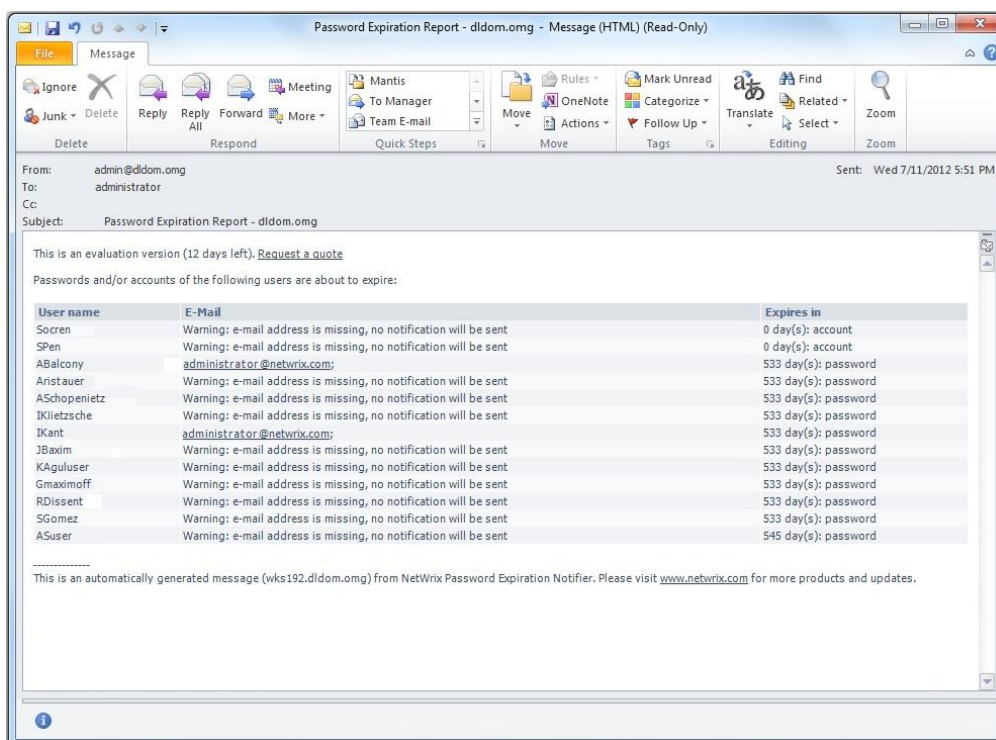 Password Expiration Report - dldom.omg - Message (HTML) (Read-Only)
File Message
Ignore
Junk
Delete
Reply
Reply All
Forward
Meeting
More
Mantis
To Manager
Team E-mail
Move
Rules
OneNote
Actions
Mark Unread
Categorize
Follow Up
Translate
Find
Related
Select
Zoom
Delete Respond Quick Steps Move Tags Editing Zoom
From: admin@dldom.omg Sent: Wed 7/11/2012 5:51 PM
To: administrator
Cc:
Subject: Password Expiration Report - dldom.omg
This is an evaluation version (12 days left). Request a quote
Passwords and/or accounts of the following users are about to expire:
User name E-Mail Expires in
Socren Warning: e-mail address is missing, no notification will be sent 0 day(s): account
SPen Warning: e-mail address is missing, no notification will be sent 0 day(s): account
ABalcony administrator@netwrix.com; 533 day(s): password
Aristauer Warning: e-mail address is missing, no notification will be sent 533 day(s): password
ASchopenietz Warning: e-mail address is missing, no notification will be sent 533 day(s): password
IKlietzsche Warning: e-mail address is missing, no notification will be sent 533 day(s): password
IKant administrator@netwrix.com; 533 day(s): password
JBaxim Warning: e-mail address is missing, no notification will be sent 533 day(s): password
KAguluser Warning: e-mail address is missing, no notification will be sent 533 day(s): password
Gmaximoff Warning: e-mail address is missing, no notification will be sent 533 day(s): password
RDissent Warning: e-mail address is missing, no notification will be sent 533 day(s): password
SGomez Warning: e-mail address is missing, no notification will be sent 533 day(s): password
ASuser Warning: e-mail address is missing, no notification will be sent 545 day(s): password
--------------
This is an automatically generated message (wks192.dldom.omg) from NetWrix Password Expiration Notifier. Please visit www.netwrix.com for more products and updates.